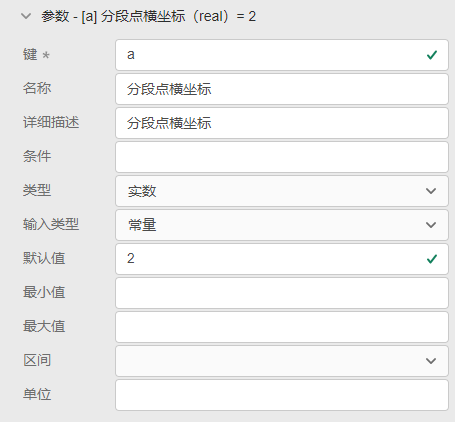 参数 - [a] 分段点横坐标（real）= 2
键 * a
名称 分段点横坐标
详细描述 分段点横坐标
条件
类型 实数
输入类型 常量
默认值 2
最小值
最大值
区间
单位